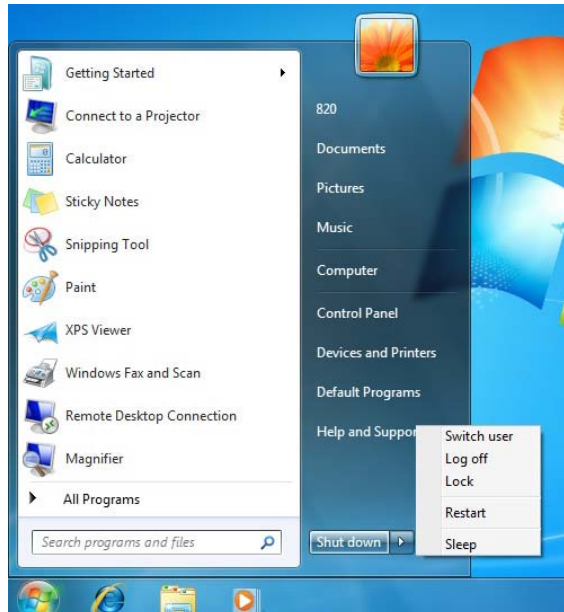 Getting Started
Connect to a Projector
Calculator
Sticky Notes
Snipping Tool
Paint
XPS Viewer
Windows Fax and Scan
Remote Desktop Connection
Magnifier
All Programs
Search programs and files
820
Documents
Pictures
Music
Computer
Control Panel
Devices and Printers
Default Programs
Help and Suppor
Shut down
Switch user
Log off
Lock
Restart
Sleep